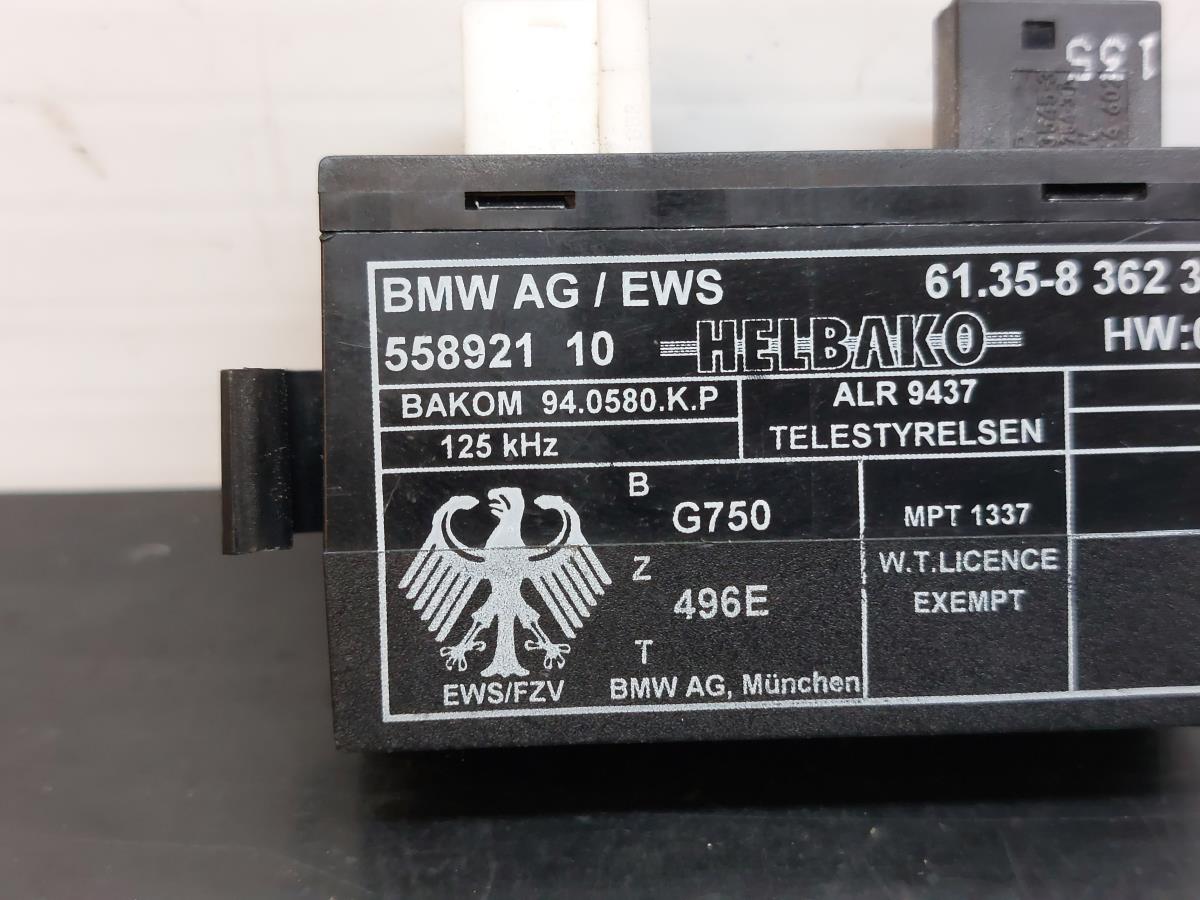 155
BMW AG / EWS 61.35-8 362 3
558921 10 HELBAKO HW:
BAKOM 94.0580.K.P
125 kHz
ALR 9437
TELESTYRELSEN
B
G750
Z
496E
T
BMW AG, München
EWS/FZV
MPT 1337
W.T.LICENCE
EXEMPT